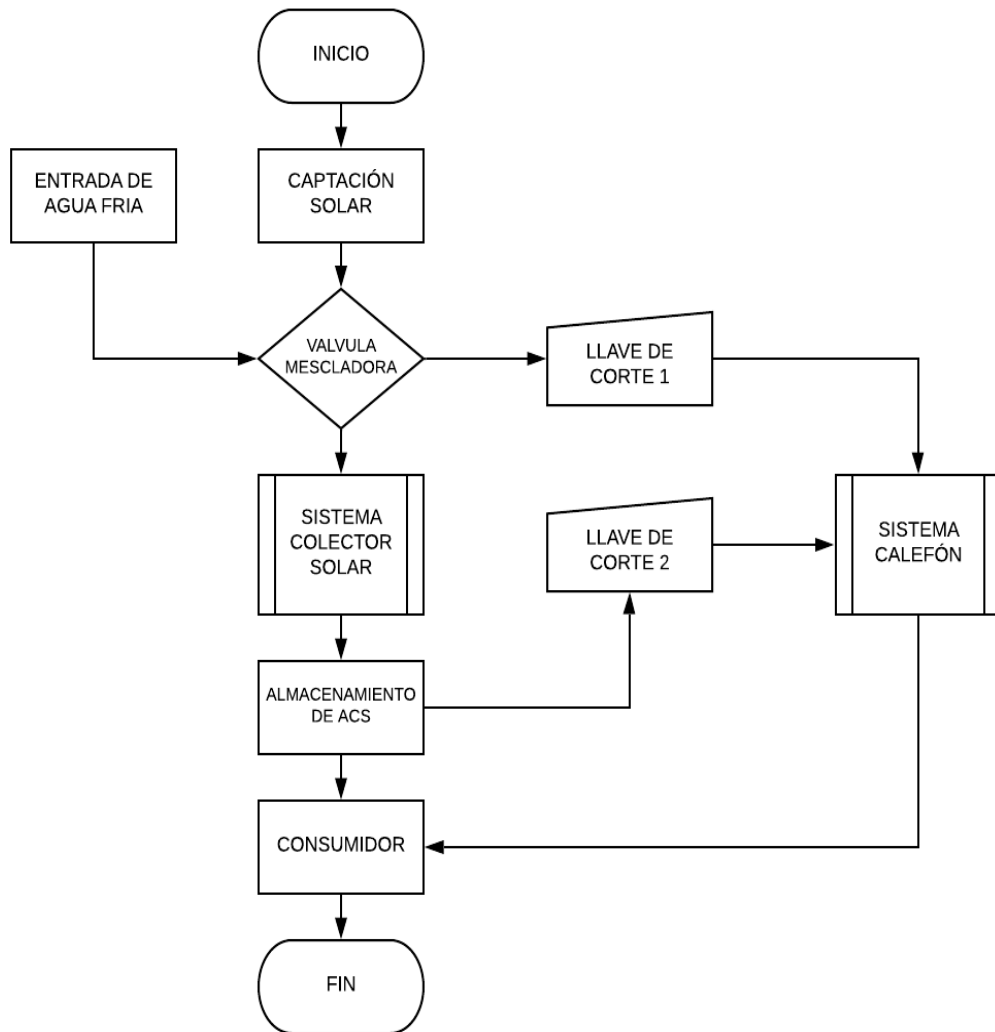 INICIO
ENTRADA DE
AGUA FRIA
CAPTACIÓN
SOLAR
VALVULA
MESCLADORA
LLAVE DE
CORTE 1
SISTEMA
COLECTOR
SOLAR
LLAVE DE
CORTE 2
SISTEMA
CALEFÓN
ALMACENAMIENTO
DE ACS
CONSUMIDOR
FIN